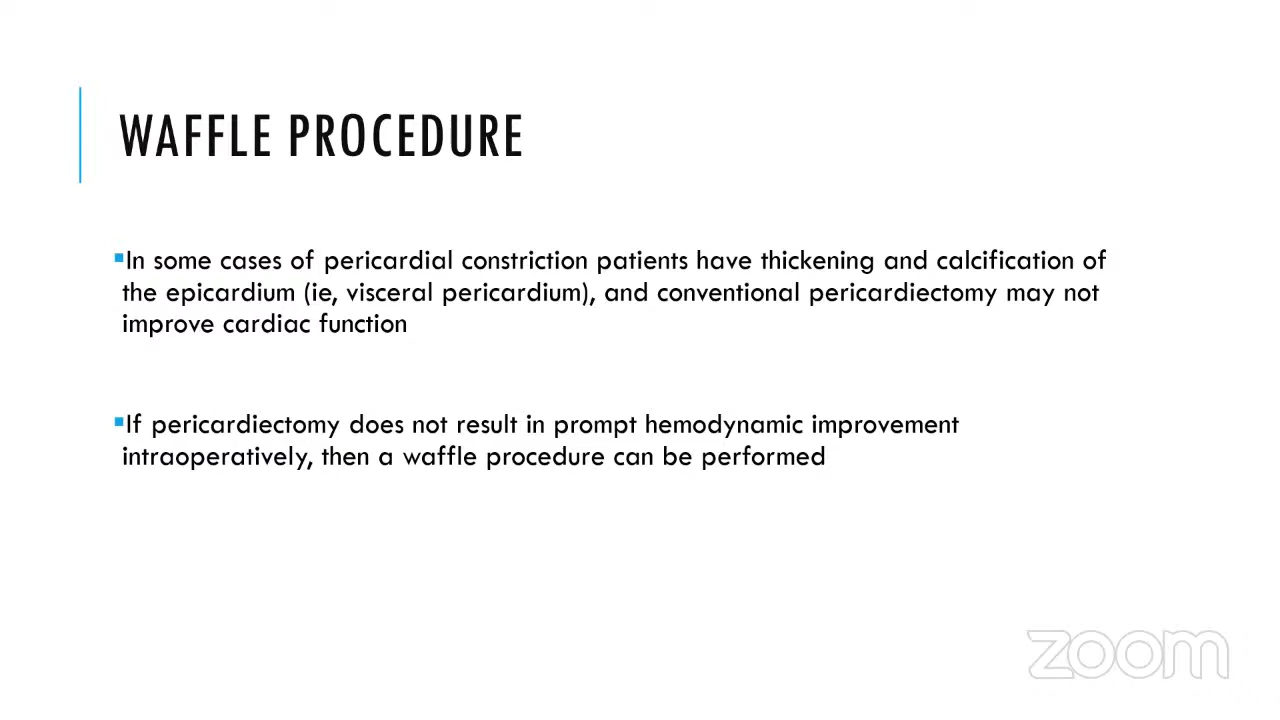 WAFFLE PROCEDURE
▪In some cases of pericardial constriction patients have thickening and calcification of
the epicardium (ie, visceral pericardium), and conventional pericardiectomy may not
improve cardiac function
▪If pericardiectomy does not result in prompt hemodynamic improvement
intraoperatively, then a waffle procedure can be performed
zoom